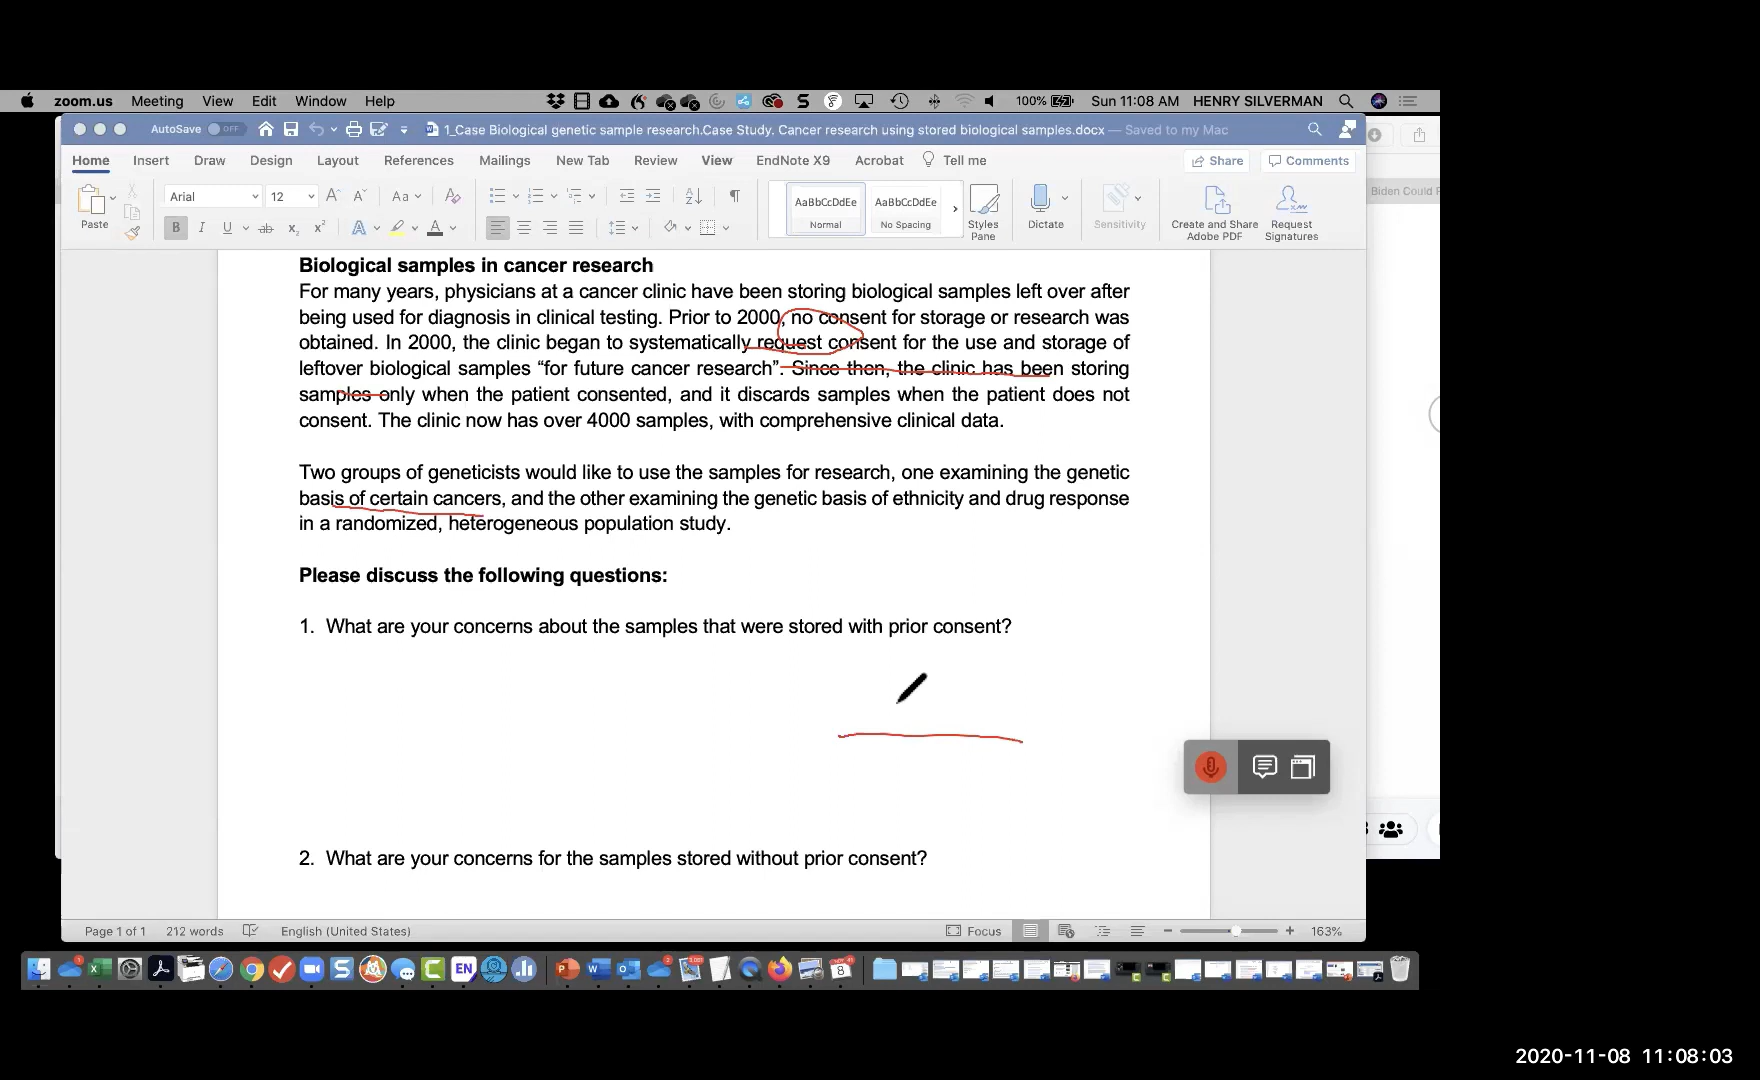 zoom.us Meeting View Edit Window Help 100% Sun 11:08 AM HENRY SILVERMAN
AutoSave OFF 1_Case Biological genetic sample research.Case Study. Cancer research using stored biological samples.docx — Saved to my Mac
Home Insert Draw Design Layout References Mailings New Tab Review View EndNote X9 Acrobat Tell me Share Comments
Biden Could
Arial 12 Aa AaBbCcDdEe AaBbCcDdEe
Paste B I U ab x₂ x² A A Normal No Spacing Styles Pane Dictate Sensitivity Create and Share Adobe PDF Request Signatures
Biological samples in cancer research
For many years, physicians at a cancer clinic have been storing biological samples left over after
being used for diagnosis in clinical testing. Prior to 2000, no consent for storage or research was
obtained. In 2000, the clinic began to systematically request consent for the use and storage of
leftover biological samples “for future cancer research”. Since then, the clinic has been storing
samples only when the patient consented, and it discards samples when the patient does not
consent. The clinic now has over 4000 samples, with comprehensive clinical data.
Two groups of geneticists would like to use the samples for research, one examining the genetic
basis of certain cancers, and the other examining the genetic basis of ethnicity and drug response
in a randomized, heterogeneous population study.
Please discuss the following questions:
1. What are your concerns about the samples that were stored with prior consent?
2. What are your concerns for the samples stored without prior consent?
Page 1 of 1 212 words English (United States) Focus 163%
EN 8
2020-11-08 11:08:03